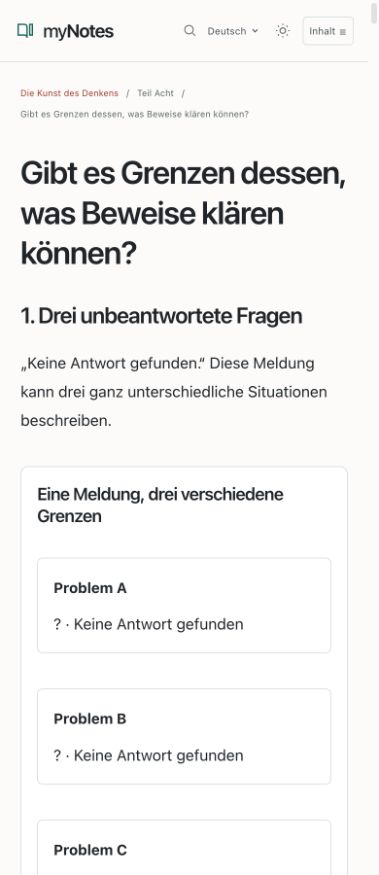 myNotes
Deutsch
Inhalt
Die Kunst des Denkens / Teil Acht /
Gibt es Grenzen dessen, was Beweise klären können?
Gibt es Grenzen dessen,
was Beweise klären
können?
1. Drei unbeantwortete Fragen
„Keine Antwort gefunden.“ Diese Meldung
kann drei ganz unterschiedliche Situationen
beschreiben.
Eine Meldung, drei verschiedene
Grenzen
Problem A
? · Keine Antwort gefunden
Problem B
? · Keine Antwort gefunden
Problem C